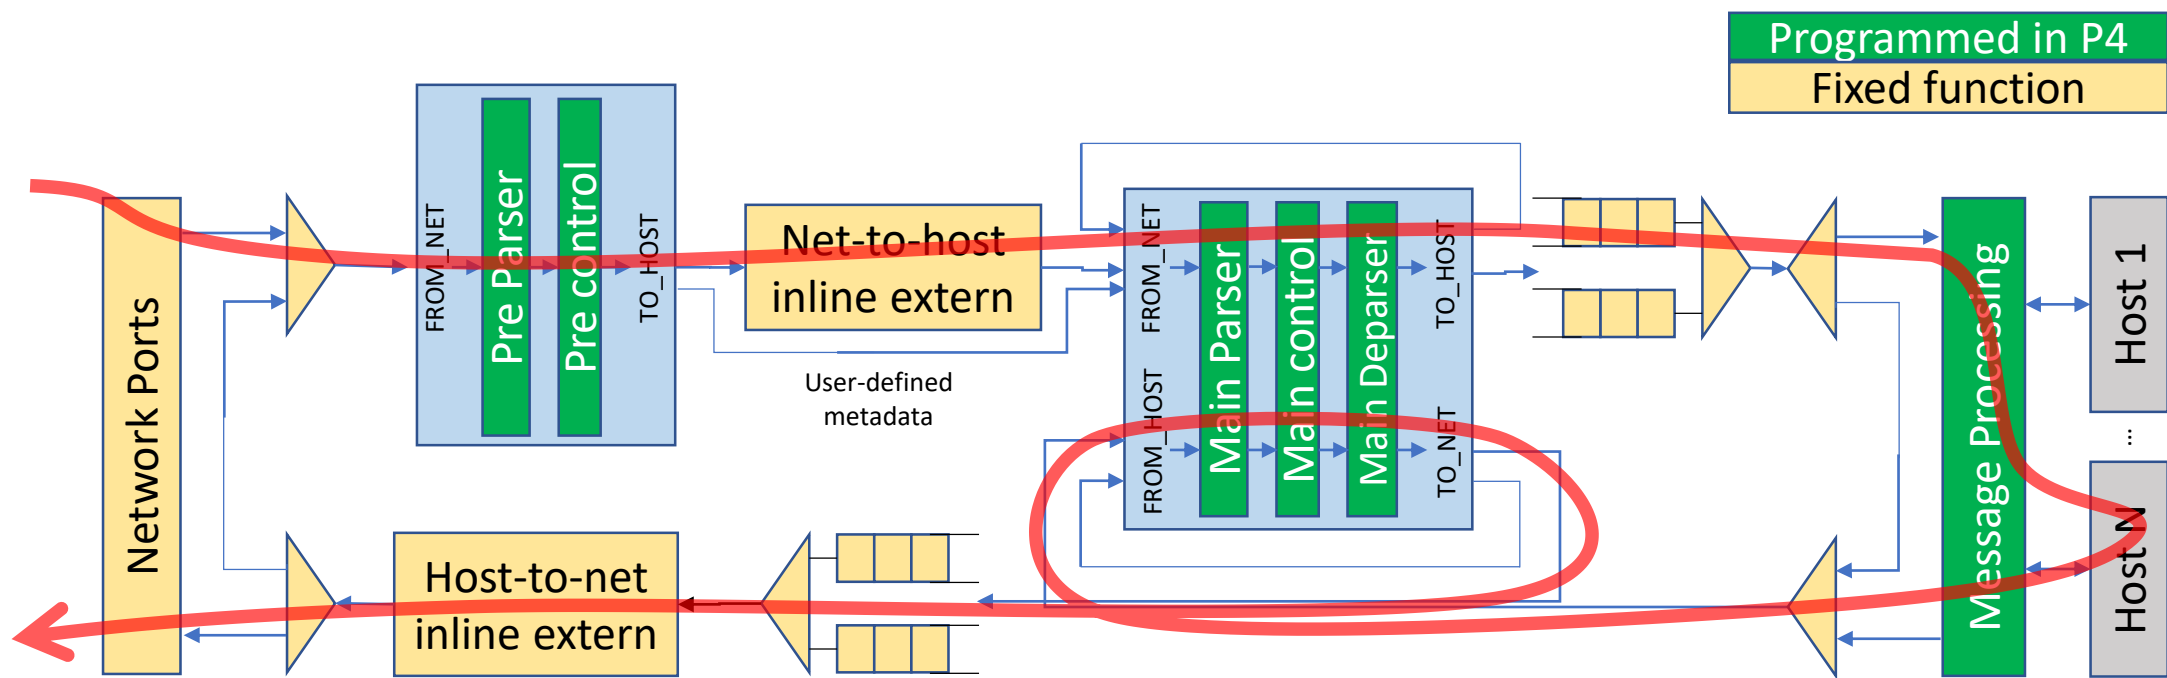 Programmed in P4
Fixed function
Network Ports
FROM_NET
Pre Parser
Pre control
TO_HOST
Net-to-host
inline extern
User-defined
metadata
FROM_NET
FROM_HOST
Main Parser
Main control
Main Deparser
TO_HOST
TO_NET
Message Processing
Host 1
...
Host N
Host-to-net
inline extern